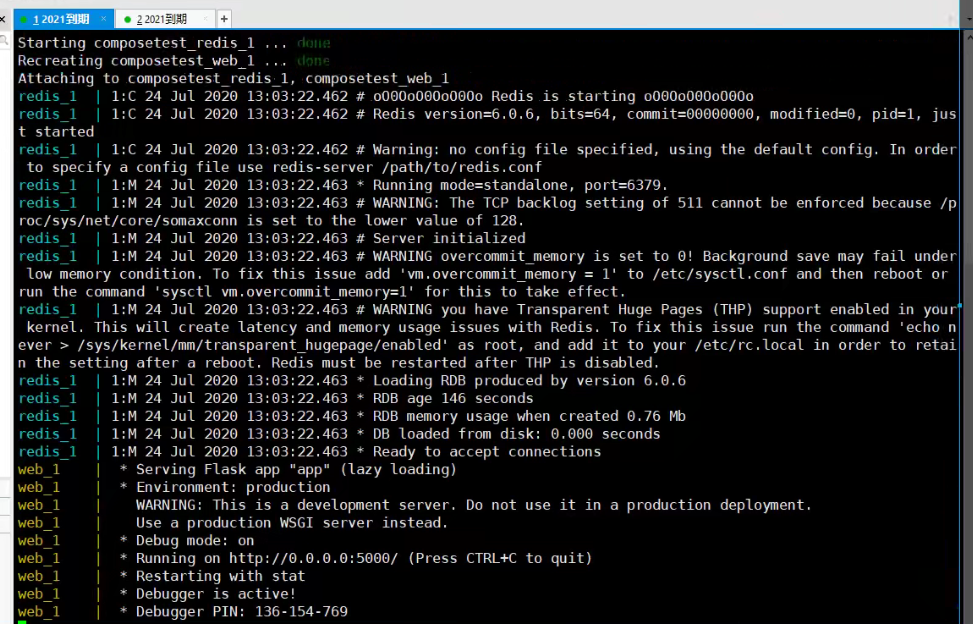 1 2021到期
2 2021到期
Starting composetest_redis_1 ... done
Recreating composetest_web_1 ... done
Attaching to composetest_redis_1, composetest_web_1
redis_1 | 1:C 24 Jul 2020 13:03:22.462 # oO0OoO0OoO0Oo Redis is starting oO0OoO0OoO0Oo
redis_1 | 1:C 24 Jul 2020 13:03:22.462 # Redis version=6.0.6, bits=64, commit=00000000, modified=0, pid=1, jus
t started
redis_1 | 1:C 24 Jul 2020 13:03:22.462 # Warning: no config file specified, using the default config. In order
to specify a config file use redis-server /path/to/redis.conf
redis_1 | 1:M 24 Jul 2020 13:03:22.463 * Running mode=standalone, port=6379.
redis_1 | 1:M 24 Jul 2020 13:03:22.463 # WARNING: The TCP backlog setting of 511 cannot be enforced because /p
roc/sys/net/core/somaxconn is set to the lower value of 128.
redis_1 | 1:M 24 Jul 2020 13:03:22.463 # Server initialized
redis_1 | 1:M 24 Jul 2020 13:03:22.463 # WARNING overcommit_memory is set to 0! Background save may fail under
low memory condition. To fix this issue add 'vm.overcommit_memory = 1' to /etc/sysctl.conf and then reboot or
run the command 'sysctl vm.overcommit_memory=1' for this to take effect.
redis_1 | 1:M 24 Jul 2020 13:03:22.463 # WARNING you have Transparent Huge Pages (THP) support enabled in your
kernel. This will create latency and memory usage issues with Redis. To fix this issue run the command 'echo n
ever > /sys/kernel/mm/transparent_hugepage/enabled' as root, and add it to your /etc/rc.local in order to retai
n the setting after a reboot. Redis must be restarted after THP is disabled.
redis_1 | 1:M 24 Jul 2020 13:03:22.463 * Loading RDB produced by version 6.0.6
redis_1 | 1:M 24 Jul 2020 13:03:22.463 * RDB age 146 seconds
redis_1 | 1:M 24 Jul 2020 13:03:22.463 * RDB memory usage when created 0.76 Mb
redis_1 | 1:M 24 Jul 2020 13:03:22.463 * DB loaded from disk: 0.000 seconds
redis_1 | 1:M 24 Jul 2020 13:03:22.463 * Ready to accept connections
web_1 | * Serving Flask app "app" (lazy loading)
web_1 | * Environment: production
web_1 | WARNING: This is a development server. Do not use it in a production deployment.
web_1 | Use a production WSGI server instead.
web_1 | * Debug mode: on
web_1 | * Running on http://0.0.0.0:5000/ (Press CTRL+C to quit)
web_1 | * Restarting with stat
web_1 | * Debugger is active!
web_1 | * Debugger PIN: 136-154-769